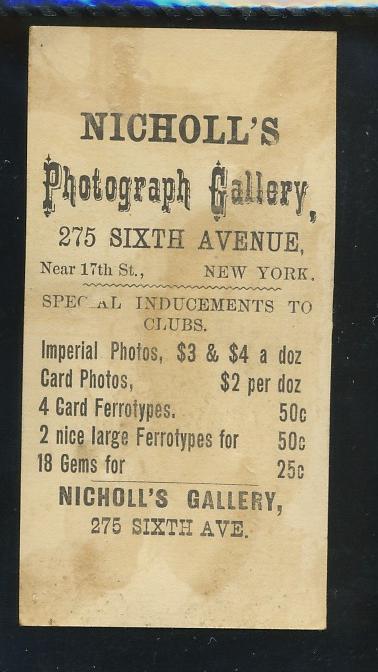 NICHOLL'S
Photograph Gallery,
275 SIXTH AVENUE,
Near 17th St., NEW YORK.
SPEC AL INDUCEMENTS TO
CLUBS.
Imperial Photos, $3 & $4 a doz
Card Photos, $2 per doz
4 Card Ferrotypes. 50c
2 nice large Ferrotypes for 50c
18 Gems for 25c
NICHOLL'S GALLERY,
275 SIXTH AVE.